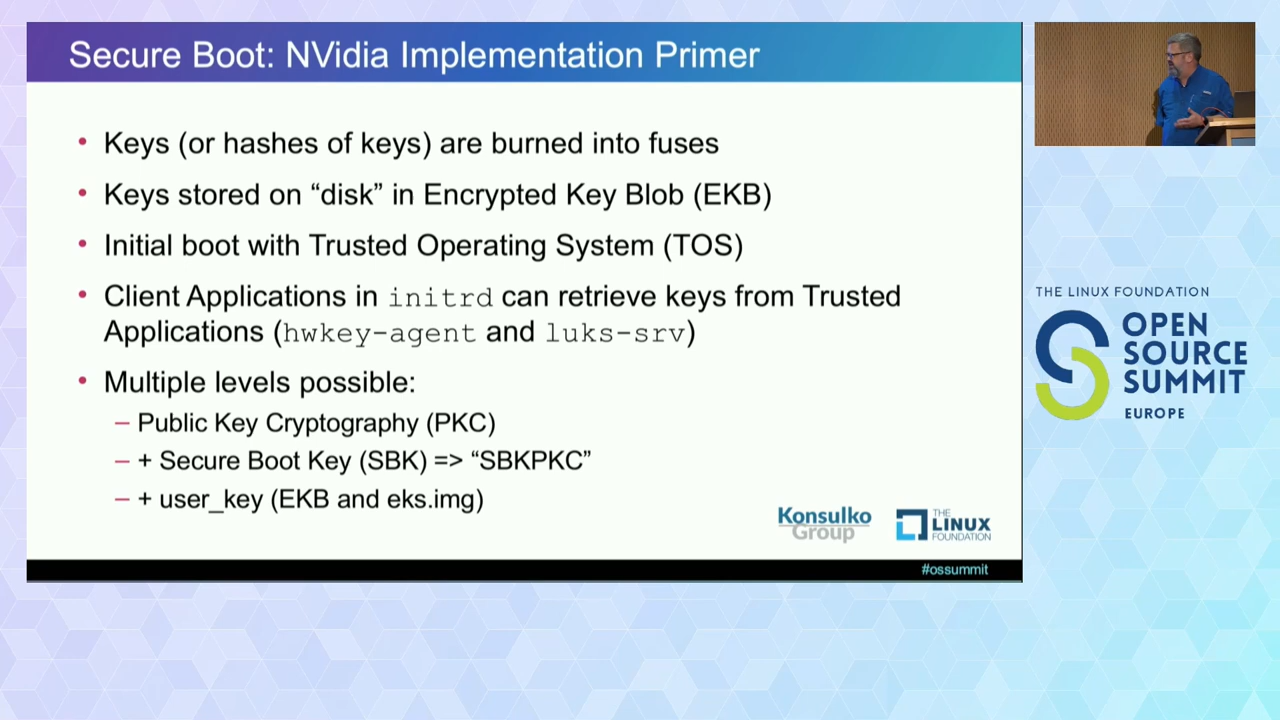 Secure Boot: NVidia Implementation Primer
• Keys (or hashes of keys) are burned into fuses
• Keys stored on “disk” in Encrypted Key Blob (EKB)
• Initial boot with Trusted Operating System (TOS)
• Client Applications in initrd can retrieve keys from Trusted
Applications (hwkey-agent and luks-srv)
• Multiple levels possible:
– Public Key Cryptography (PKC)
– + Secure Boot Key (SBK) => “SBKPKC”
– + user_key (EKB and eks.img)
Konsulko
Group
THE
LINUX
FOUNDATION
#ossummit
THE LINUX FOUNDATION
OPEN
SOURCE
SUMMIT
EUROPE